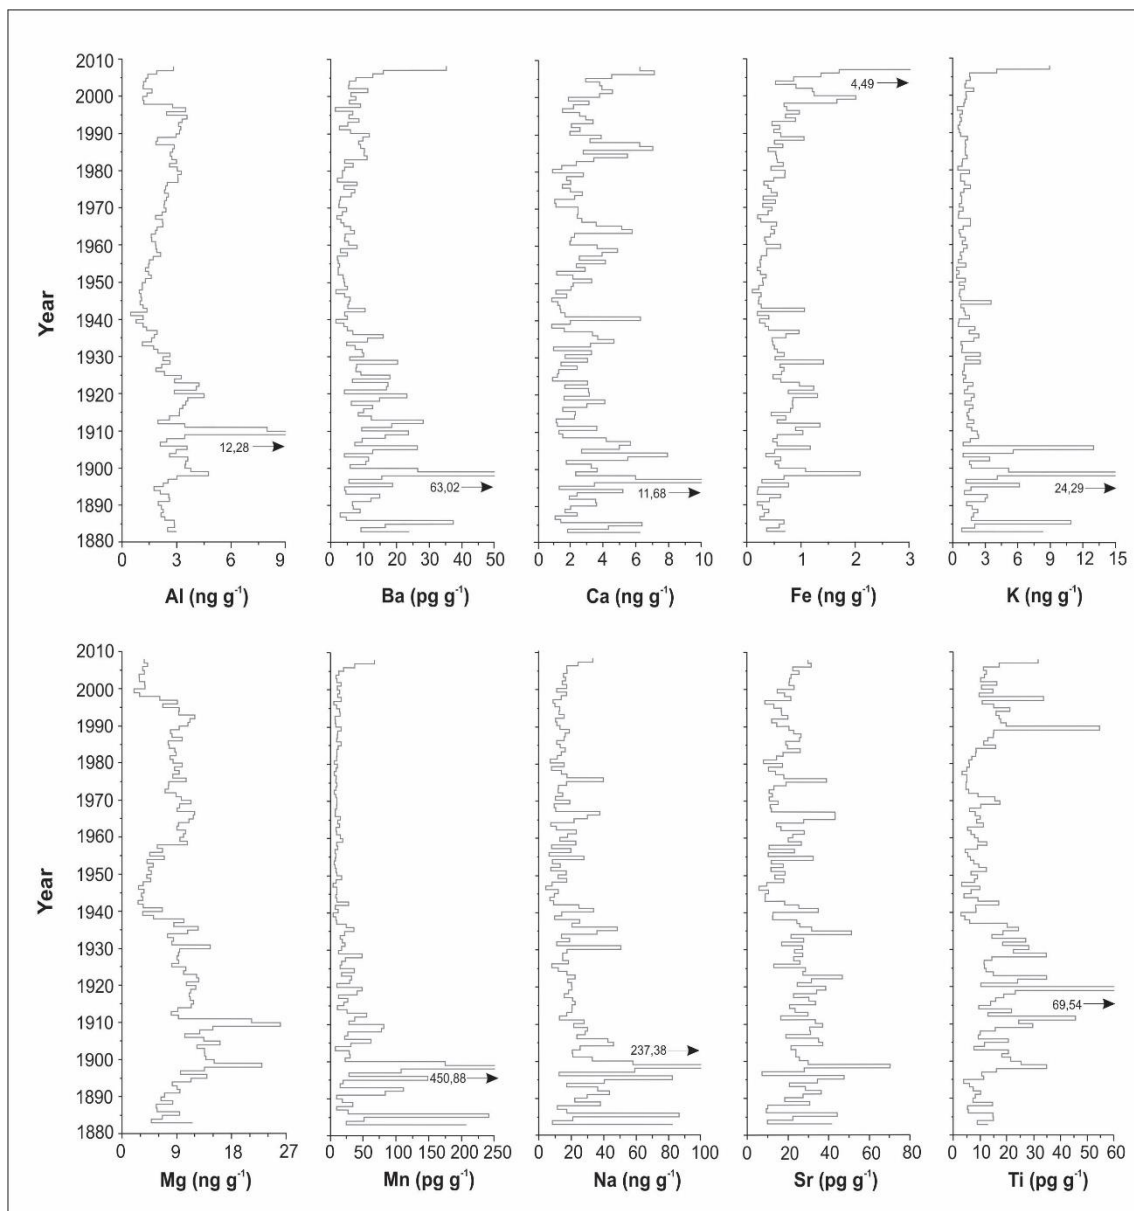 2010
2000
1990
1980
1970
1960
1950
1940
1930
1920
1910
1900
1890
1880
Year
12,28
0 3 6 9
Al (ng g⁻¹)
63,02
0 10 20 30 40 50
Ba (pg g⁻¹)
11,68
0 2 4 6 8 10
Ca (ng g⁻¹)
4,49
0 1 2 3
Fe (ng g⁻¹)
24,29
0 3 6 9 12 15
K (ng g⁻¹)
2010
2000
1990
1980
1970
1960
1950
1940
1930
1920
1910
1900
1890
1880
Year
0 9 18 27
Mg (ng g⁻¹)
450,88
0 50 100 150 200 250
Mn (pg g⁻¹)
237,38
0 20 40 60 80 100
Na (ng g⁻¹)
0 20 40 60 80
Sr (pg g⁻¹)
69,54
0 10 20 30 40 50 60
Ti (pg g⁻¹)